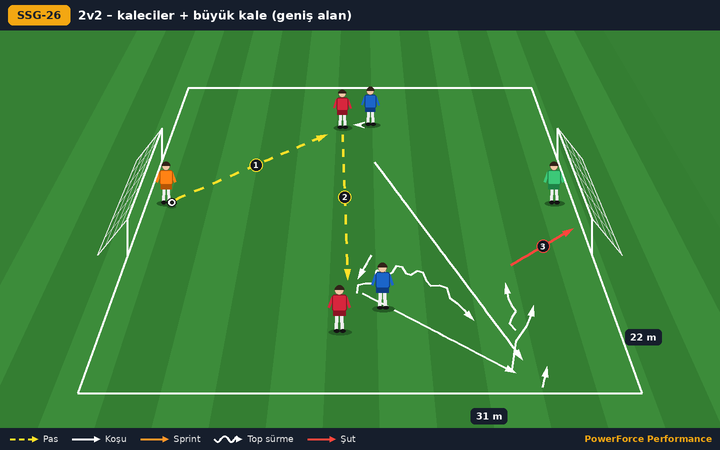 SSG-26 2v2 – kaleciler + büyük kale (geniş alan)
1
2
3
22 m
31 m
Pas Koşu Sprint Top sürme Şut PowerForce Performance